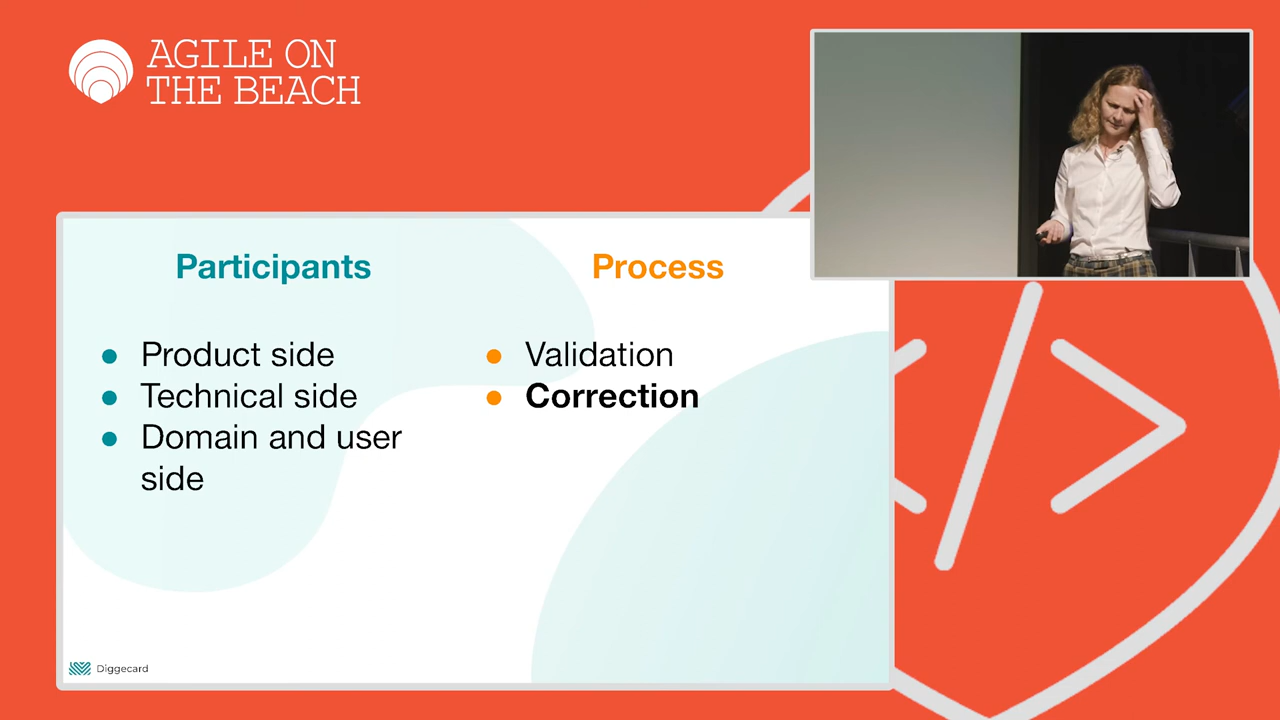 AGILE ON
THE BEACH
Participants
Product side
Technical side
Domain and user
side
Process
Validation
Correction
Diggecard